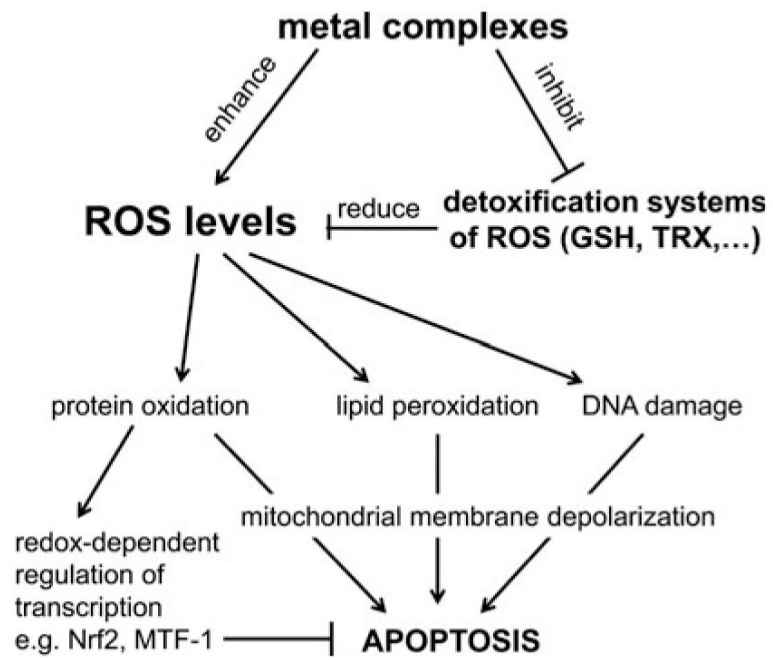 metal complexes
enhance
inhibit
ROS levels
reduce
detoxification systems
of ROS (GSH, TRX,...)
protein oxidation
lipid peroxidation
DNA damage
mitochondrial membrane depolarization
redox-dependent
regulation of
transcription
e.g. Nrf2, MTF-1
APOPTOSIS